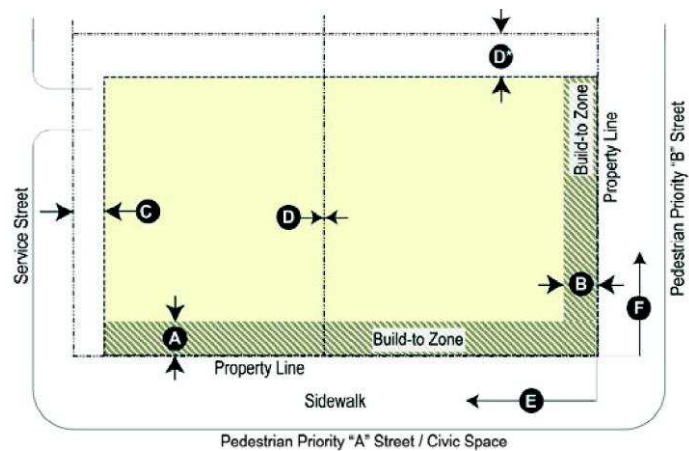 D*
Build-to Zone
Property Line
Pedestrian Priority "B" Street
Service Street
C
D
B
F
A
Build-to Zone
Property Line
Sidewalk
E
Pedestrian Priority "A" Street / Civic Space